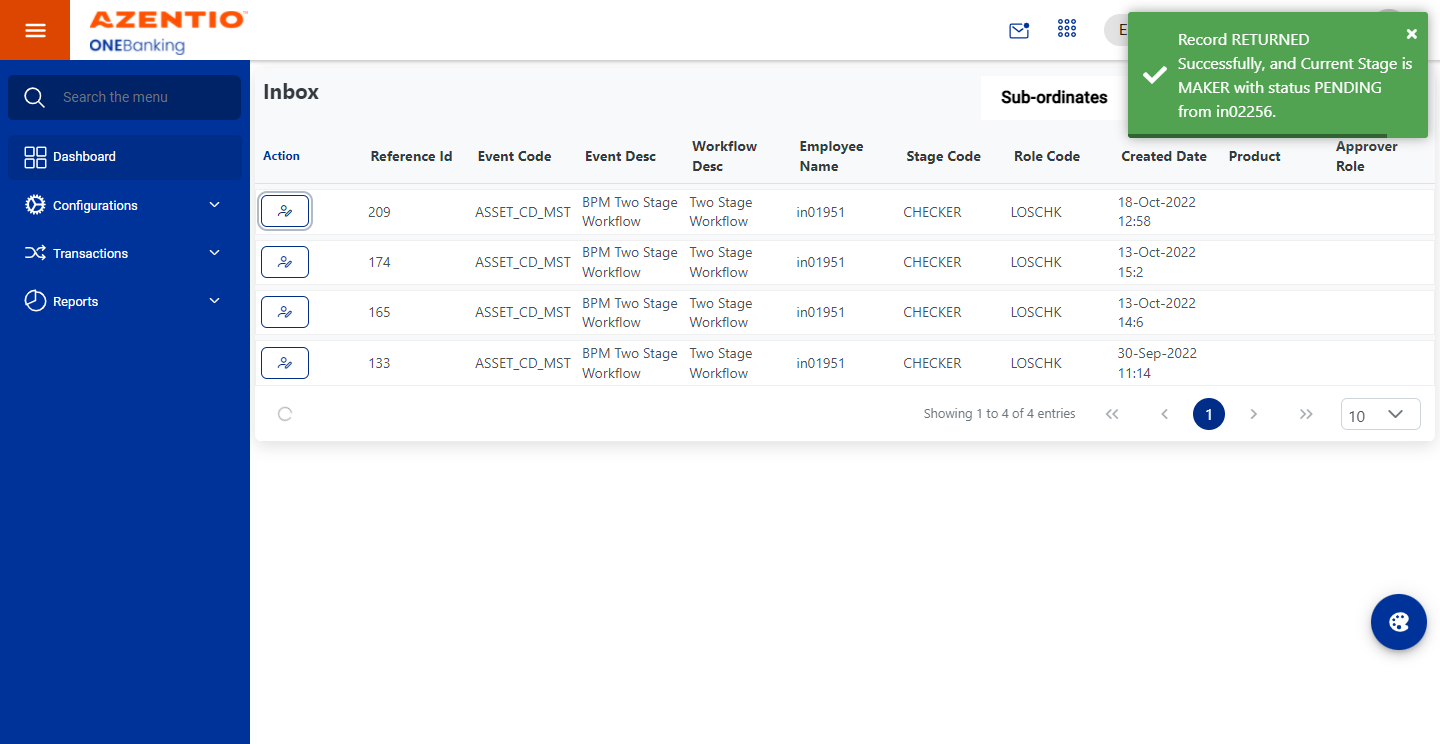 AZENTIO
ONEBanking
E
Record RETURNED
Successfully, and Current Stage is
MAKER with status PENDING
from in02256.
Search the menu
Dashboard
Configurations
Transactions
Reports
Inbox
Sub-ordinates
Action Reference Id Event Code Event Desc Workflow Desc Employee Name Stage Code Role Code Created Date Product Approver Role
209 ASSET_CD_MST BPM Two Stage Workflow Two Stage Workflow in01951 CHECKER LOSCHK 18-Oct-2022 12:58
174 ASSET_CD_MST BPM Two Stage Workflow Two Stage Workflow in01951 CHECKER LOSCHK 13-Oct-2022 15:2
165 ASSET_CD_MST BPM Two Stage Workflow Two Stage Workflow in01951 CHECKER LOSCHK 13-Oct-2022 14:6
133 ASSET_CD_MST BPM Two Stage Workflow Two Stage Workflow in01951 CHECKER LOSCHK 30-Sep-2022 11:14
Showing 1 to 4 of 4 entries 1 10